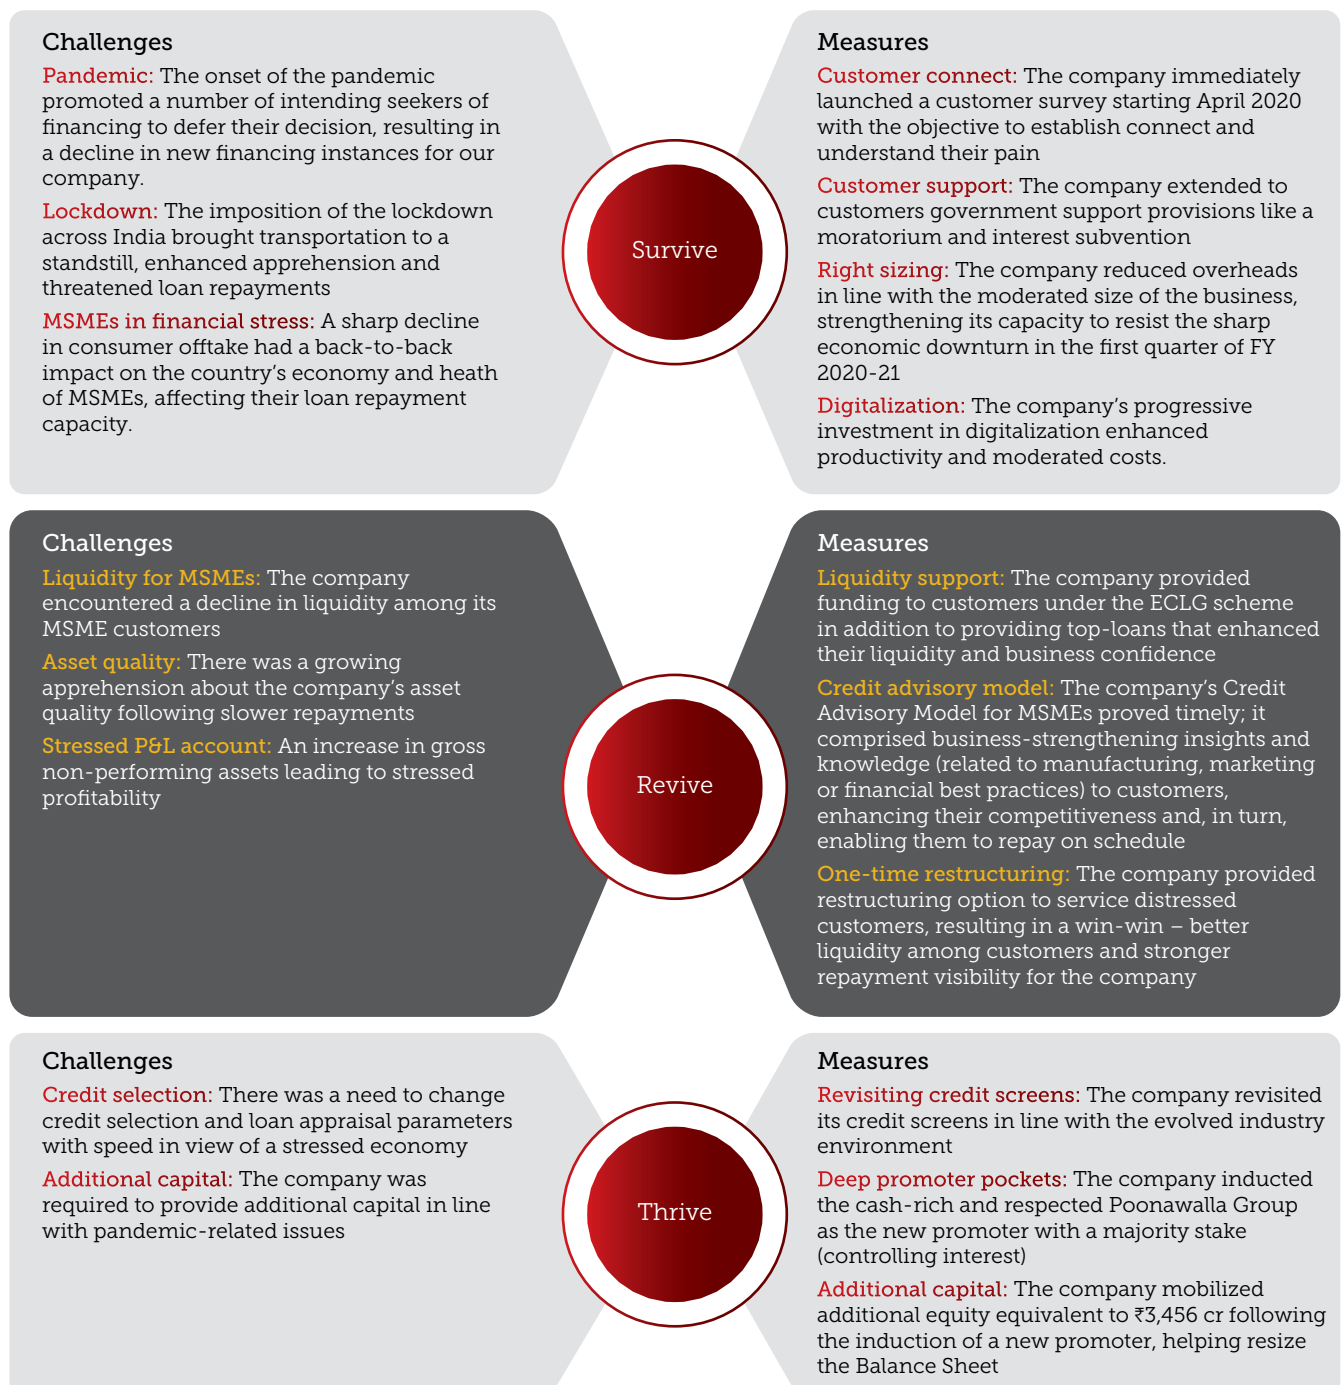 Challenges
Pandemic: The onset of the pandemic
promoted a number of intending seekers of
financing to defer their decision, resulting in
a decline in new financing instances for our
company.
Lockdown: The imposition of the lockdown
across India brought transportation to a
standstill, enhanced apprehension and
threatened loan repayments
MSMEs in financial stress: A sharp decline
in consumer offtake had a back-to-back
impact on the country's economy and heath
of MSMEs, affecting their loan repayment
capacity.
Survive
Measures
Customer connect: The company immediately
launched a customer survey starting April 2020
with the objective to establish connect and
understand their pain
Customer support: The company extended to
customers government support provisions like a
moratorium and interest subvention
Right sizing: The company reduced overheads
in line with the moderated size of the business,
strengthening its capacity to resist the sharp
economic downturn in the first quarter of FY
2020-21
Digitalization: The company's progressive
investment in digitalization enhanced
productivity and moderated costs.
Challenges
Liquidity for MSMEs: The company
encountered a decline in liquidity among its
MSME customers
Asset quality: There was a growing
apprehension about the company's asset
quality following slower repayments
Stressed P&L account: An increase in gross
non-performing assets leading to stressed
profitability
Revive
Measures
Liquidity support: The company provided
funding to customers under the ECLG scheme
in addition to providing top-loans that enhanced
their liquidity and business confidence
Credit advisory model: The company's Credit
Advisory Model for MSMEs proved timely; it
comprised business-strengthening insights and
knowledge (related to manufacturing, marketing
or financial best practices) to customers,
enhancing their competitiveness and, in turn,
enabling them to repay on schedule
One-time restructuring: The company provided
restructuring option to service distressed
customers, resulting in a win-win – better
liquidity among customers and stronger
repayment visibility for the company
Challenges
Credit selection: There was a need to change
credit selection and loan appraisal parameters
with speed in view of a stressed economy
Additional capital: The company was
required to provide additional capital in line
with pandemic-related issues
Thrive
Measures
Revisiting credit screens: The company revisited
its credit screens in line with the evolved industry
environment
Deep promoter pockets: The company inducted
the cash-rich and respected Poonawalla Group
as the new promoter with a majority stake
(controlling interest)
Additional capital: The company mobilized
additional equity equivalent to ₹3,456 cr following
the induction of a new promoter, helping resize
the Balance Sheet